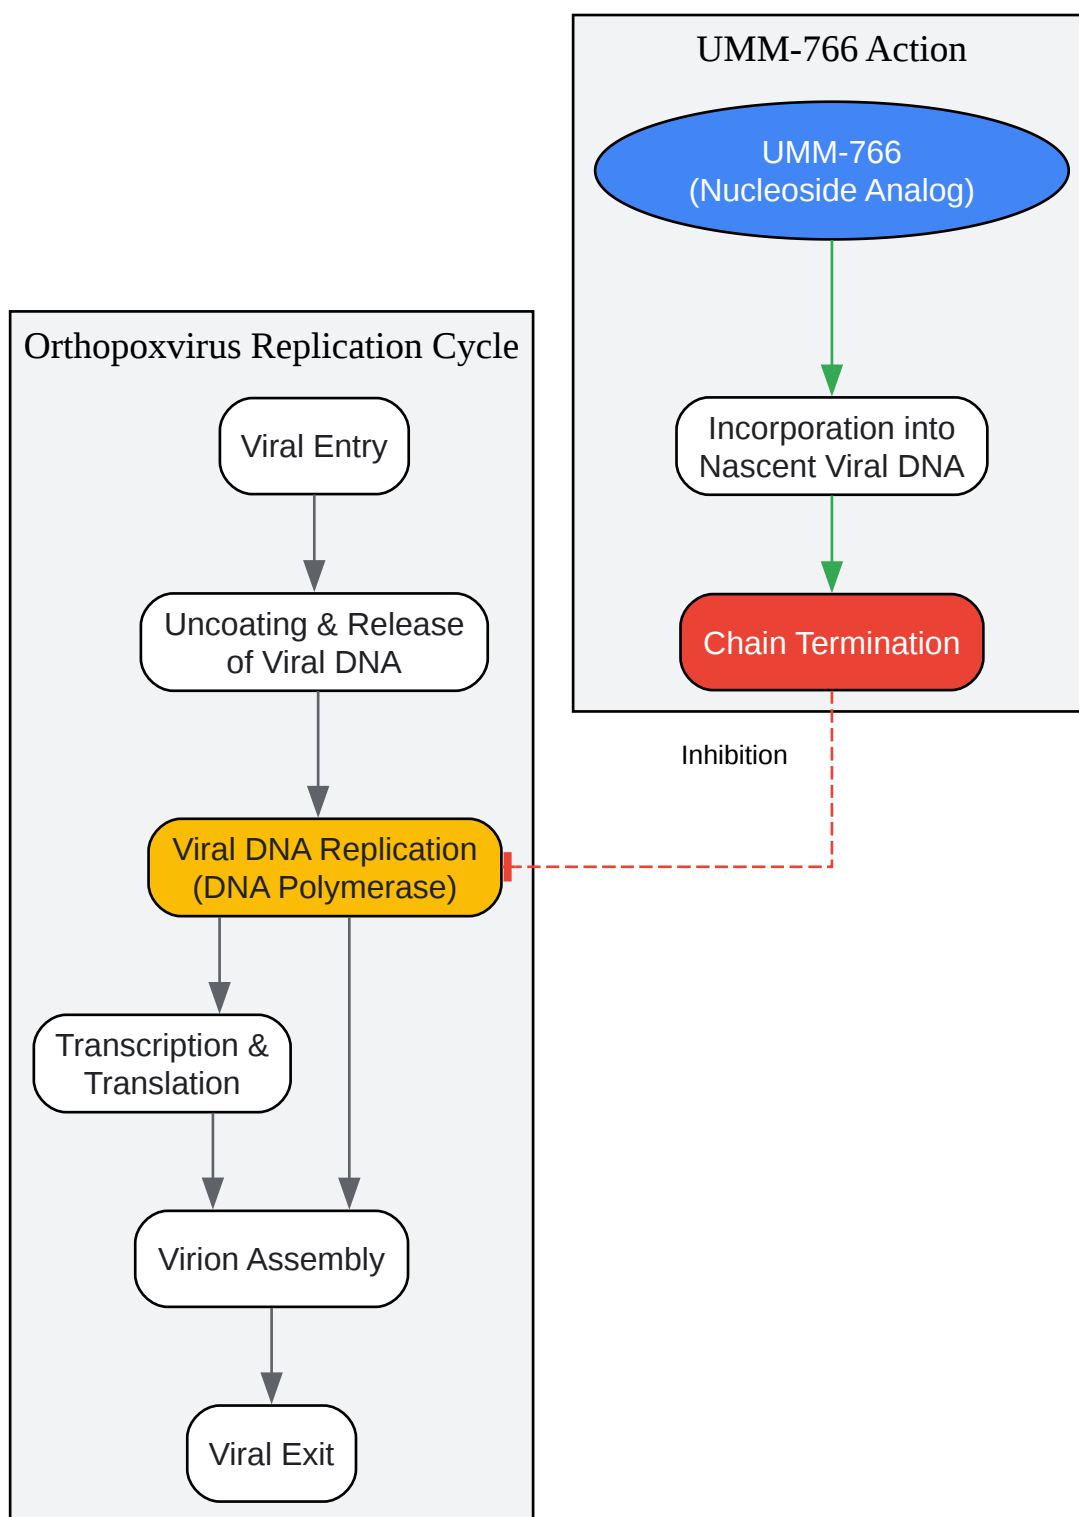 UMM-766 Action
UMM-766
(Nucleoside Analog)
Incorporation into
Nascent Viral DNA
Chain Termination
Inhibition
Orthopoxvirus Replication Cycle
Viral Entry
Uncoating & Release
of Viral DNA
Viral DNA Replication
(DNA Polymerase)
Transcription &
Translation
Virion Assembly
Viral Exit